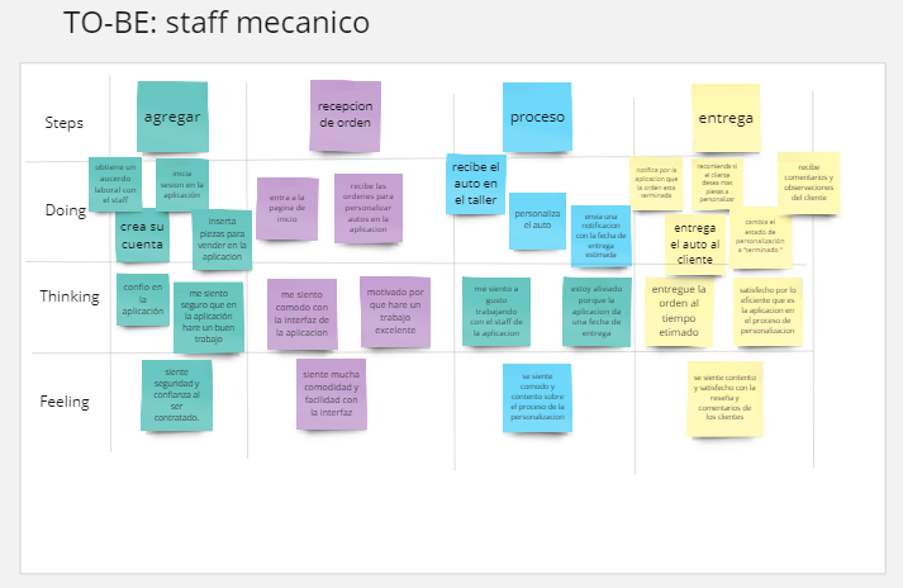 TO-BE: staff mecanico
Steps
agregar
recepcion
de orden
proceso
entrega
Doing
obtiene un
aucerdo
laboral con
el staff
inicia
sesion en la
aplicación
crea su
cuenta
inserta
piezas para
vender en la
aplicacion
entra a la
pagina de
inicio
recibe las
ordenes para
personalizar
autos en la
aplicacion
recibe el
auto en
el taller
personaliza
el auto
envia una
notificacion
con la fecha de
entrega
estimada
notifica por la
aplicacion que
la orden esta
terminada
recomienda si
el cliente
desea mas
piezas a
personalizar
recibe
comentarios y
observaciones
del cliente
entrega
el auto al
cliente
cambia el
estado de
personalización
a "terminado "
Thinking
confio en
la
aplicación
me siento
seguro que en
la aplicación
hare un buen
trabajo
me siento
comodo con
la interfaz de
la aplicacion
motivado por
que hare un
trabajo
excelente
me siento a
gusto
trabajando
con el staff de
la aplicacion
estoy aliviado
porque la
aplicacion da
una fecha de
entrega
entregue la
orden al
tiempo
etimado
satisfecho por lo
eficiente que es
la aplicacion en
el proceso de
personalizacion
Feeling
siente
seguridad y
confianza al
ser
contratado.
siente mucha
comodidad y
facilidad con
la interfaz
se siente
comodo y
contento sobre
el proceso de la
personalizacion
se siente contento
y satisfecho con la
reseña y
comentarios de
los clientes